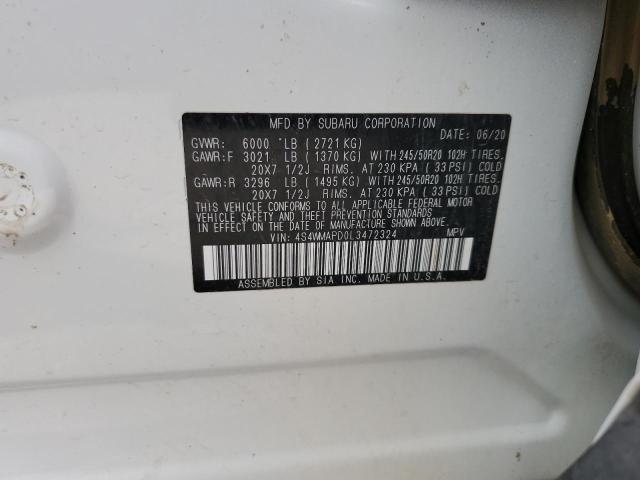 MFD BY SUBARU CORPORATION
DATE: 06/20
GVWR: 6000 LB (2721 KG)
GAWR:F 3021 LB (1370 KG) WITH 245/50R20 102H TIRES.
20X7 1/2J RIMS. AT 230 KPA (33 PSI) COLD
GAWR:R 3296 LB (1495 KG) WITH 245/50R20 102H TIRES.
20X7 1/2J RIMS. AT 230 KPA (33 PSI) COLD
THIS VEHICLE CONFORMS TO ALL APPLICABLE FEDERAL MOTOR
VEHICLE SAFETY AND THEFT PREVENTION STANDARDS IN
EFFECT ON THE DATE OF MANUFACTURE SHOWN ABOVE.
VIN: 4S4WMAPD0L3472324 MPV
ASSEMBLED BY SIA INC. MADE IN U.S.A.